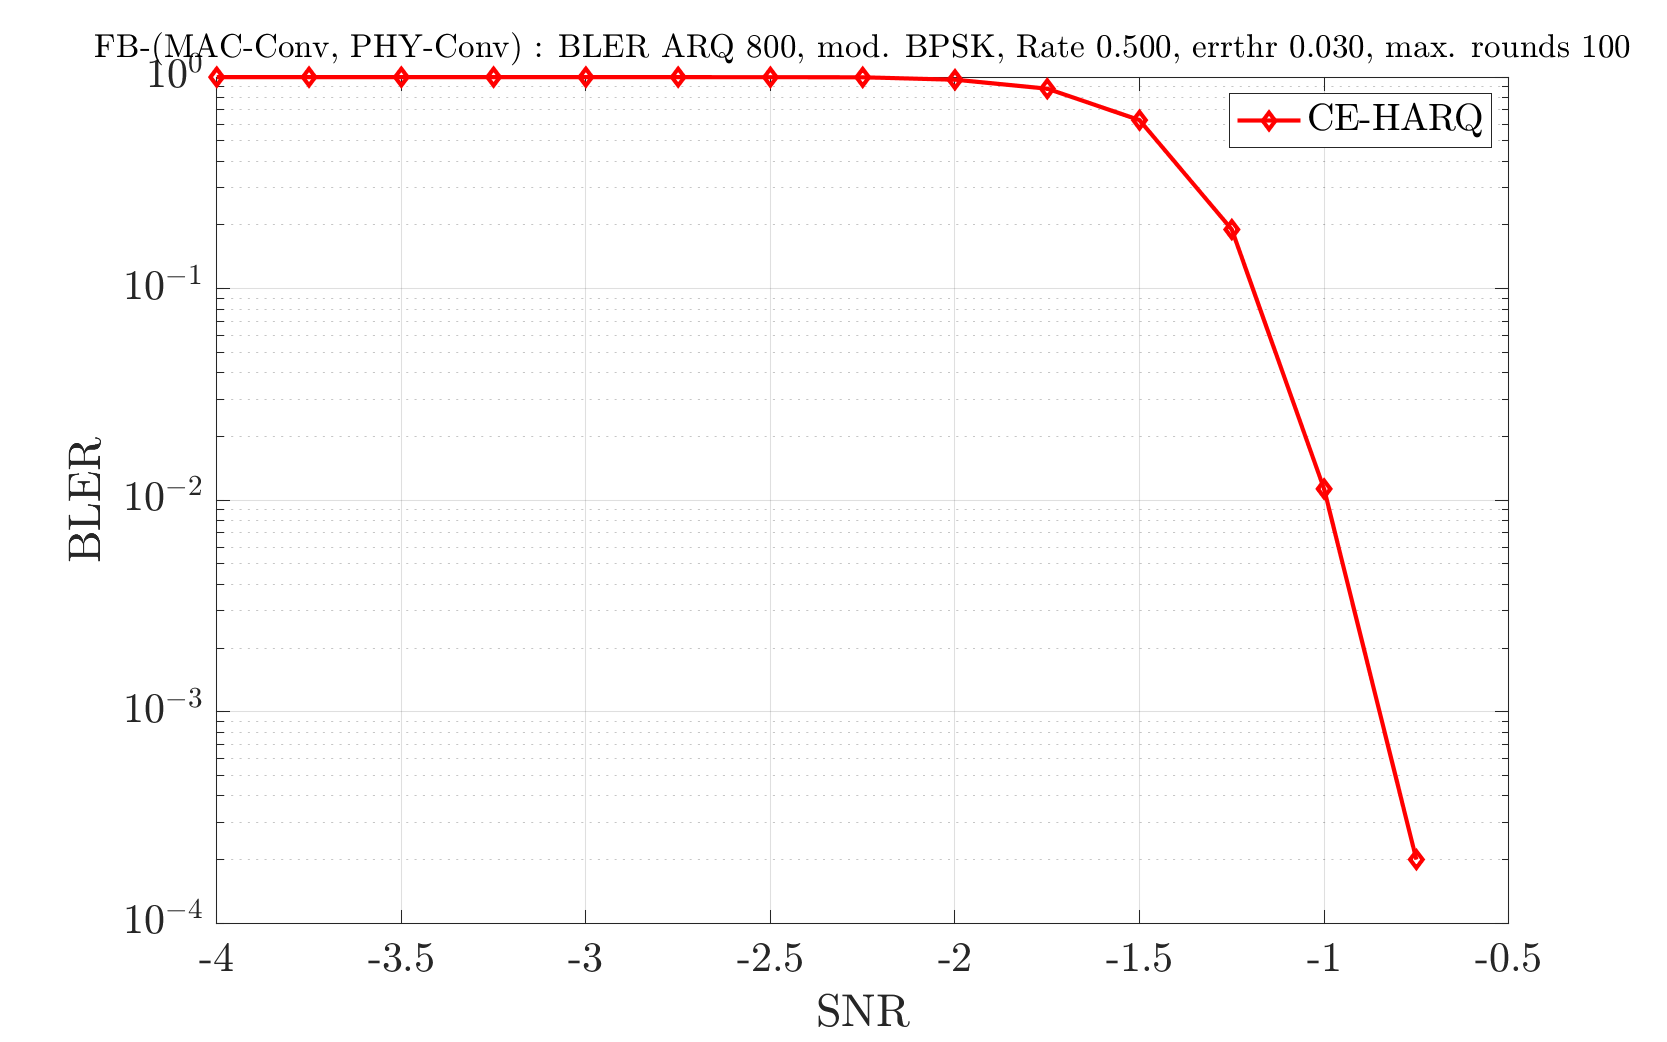 FB-(MAC-Conv, PHY-Conv) : BLER ARQ 800, mod. BPSK, Rate 0.500, errthr 0.030, max. rounds 100
10^0
CE-HARQ
10^{-1}
10^{-2}
10^{-3}
10^{-4}
BLER
-4 -3.5 -3 -2.5 -2 -1.5 -1 -0.5
SNR